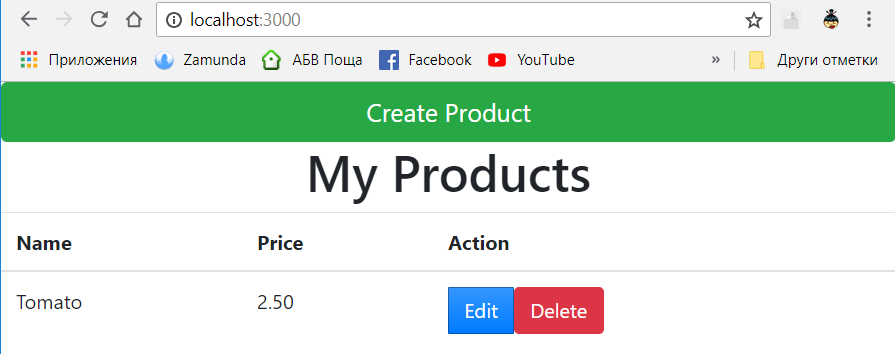 localhost:3000
Приложения Zamunda АБВ Поща Facebook YouTube » Други отметки
Create Product
My Products
Name Price Action
Tomato 2.50 Edit Delete